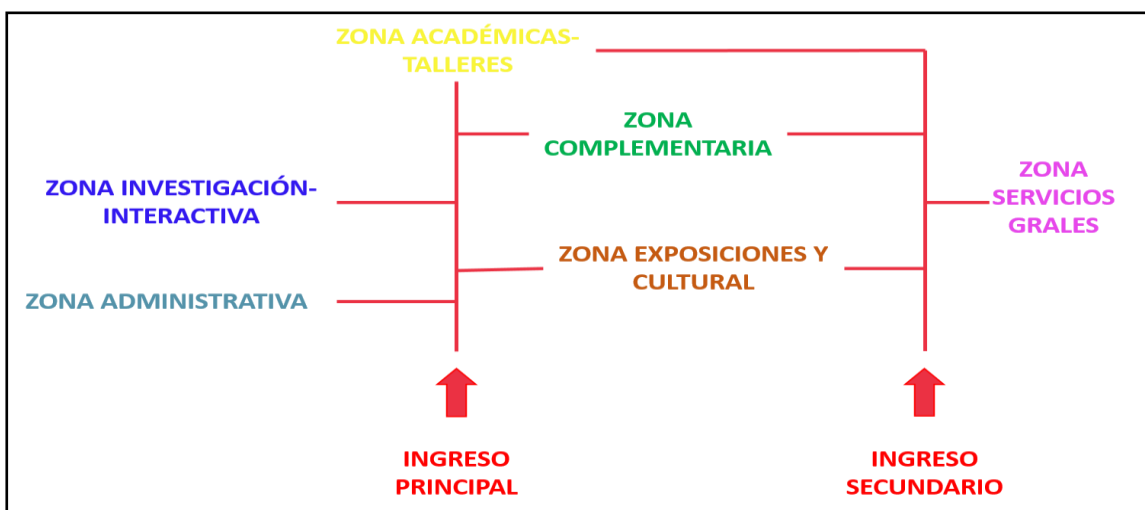 ZONA ACADÉMICAS-
TALLERES
ZONA
COMPLEMENTARIA
ZONA INVESTIGACIÓN-
INTERACTIVA
ZONA
SERVICIOS
GRALES
ZONA EXPOSICIONES Y
CULTURAL
ZONA ADMINISTRATIVA
INGRESO
PRINCIPAL
INGRESO
SECUNDARIO